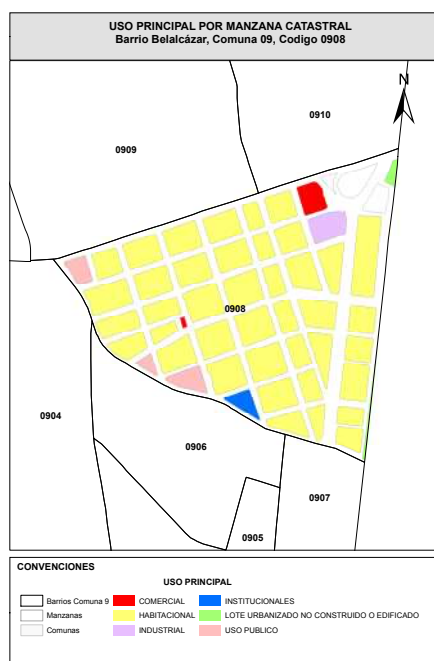 USO PRINCIPAL POR MANZANA CATASTRAL
Barrio Belalcázar, Comuna 09, Codigo 0908
N
0910
0909
0908
0904
0906
0907
0905
CONVENCIONES
USO PRINCIPAL
Barrios Comuna 9 COMERCIAL INSTITUCIONALES
Manzanas HABITACIONAL LOTE URBANIZADO NO CONSTRUIDO O EDIFICADO
Comunas INDUSTRIAL USO PUBLICO